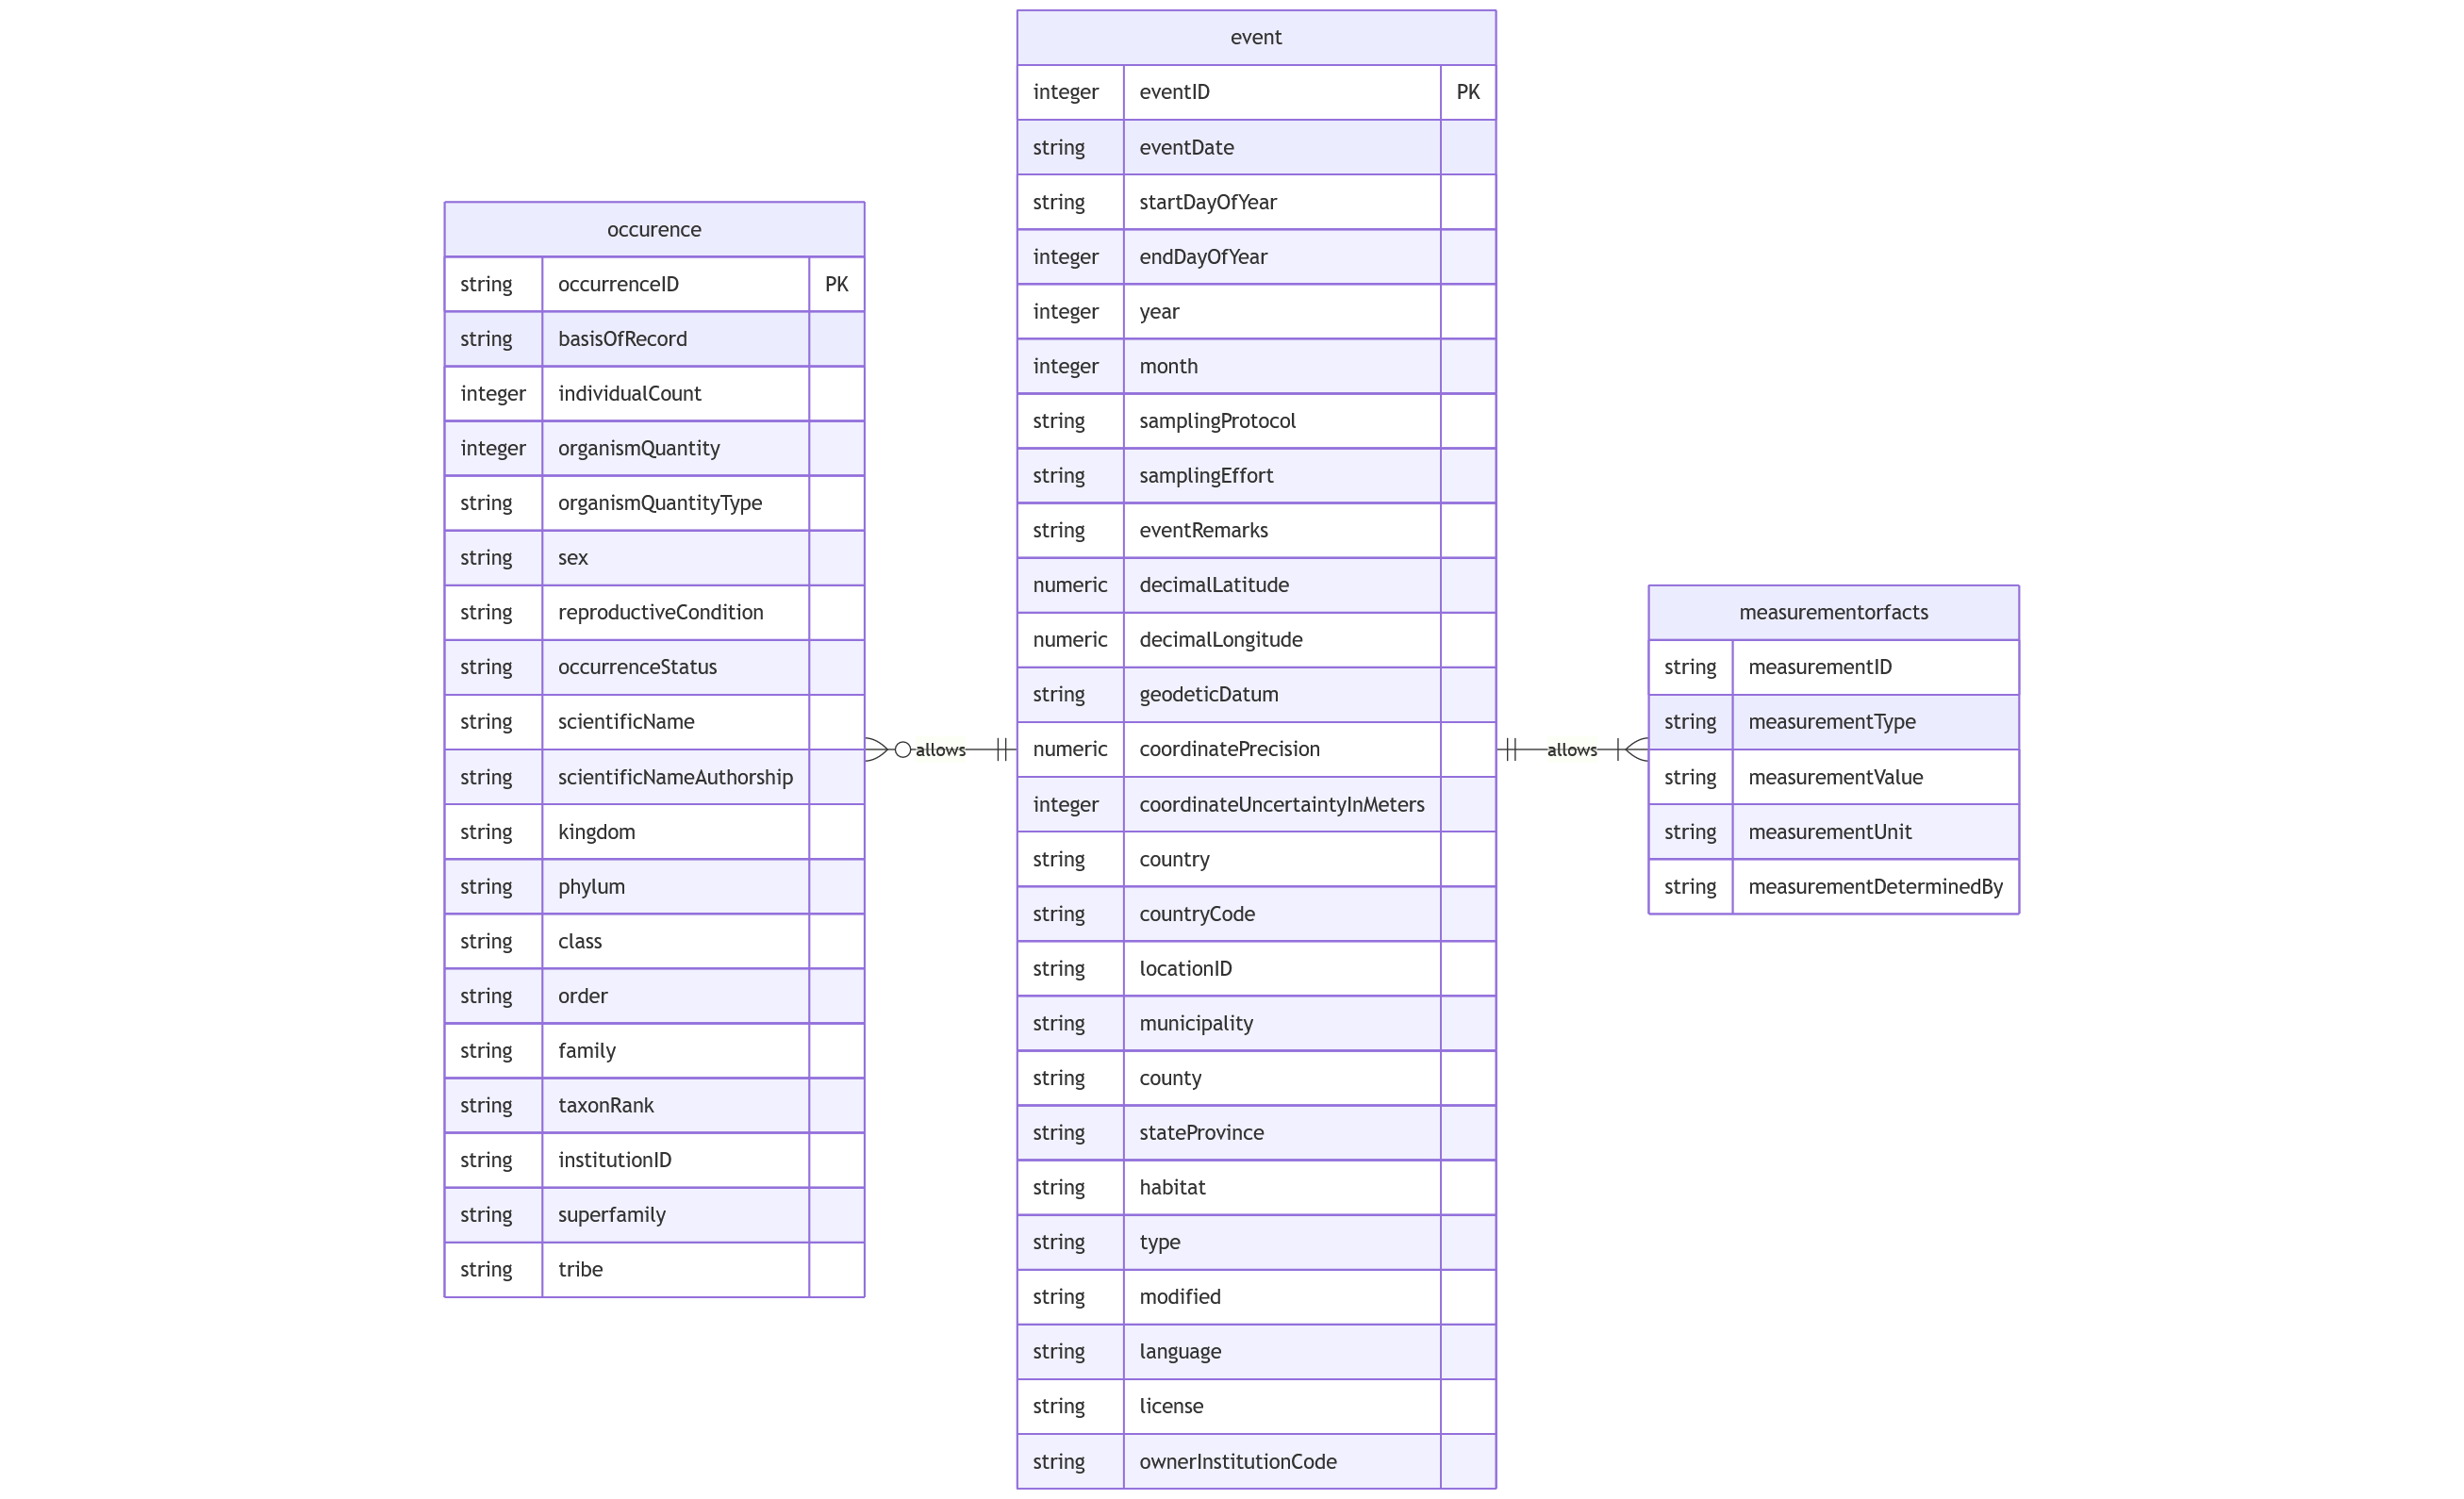 occurence
string occurrenceID PK
string basisOfRecord
integer individualCount
integer organismQuantity
string organismQuantityType
string sex
string reproductiveCondition
string occurrenceStatus
string scientificName
string scientificNameAuthorship
string kingdom
string phylum
string class
string order
string family
string taxonRank
string institutionID
string superfamily
string tribe
allows
event
integer eventID PK
string eventDate
string startDayOfYear
integer endDayOfYear
integer year
integer month
string samplingProtocol
string samplingEffort
string eventRemarks
numeric decimalLatitude
numeric decimalLongitude
string geodeticDatum
numeric coordinatePrecision
integer coordinateUncertaintyInMeters
string country
string countryCode
string locationID
string municipality
string county
string stateProvince
string habitat
string type
string modified
string language
string license
string ownerInstitutionCode
allows
measurementorfacts
string measurementID
string measurementType
string measurementValue
string measurementUnit
string measurementDeterminedBy